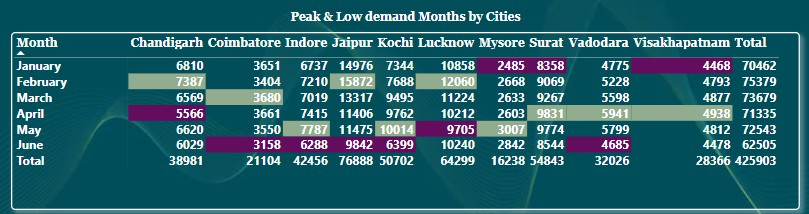 Peak & Low demand Months by Cities
Month Chandigarh Coimbatore Indore Jaipur Kochi Lucknow Mysore Surat Vadodara Visakhapatnam Total
January 6810 3651 6737 14976 7344 10858 2485 8358 4775 4468 70462
February 7387 3404 7210 15872 7688 12060 2668 9069 5228 4793 75379
March 6569 3680 7019 13317 9495 11224 2633 9267 5598 4877 73679
April 5566 3661 7415 11406 9762 10212 2603 9831 5941 4938 71335
May 6620 3550 7787 11475 10014 9705 3007 9774 5799 4812 72543
June 6029 3158 6288 9842 6399 10240 2842 8544 4685 4478 62505
Total 38981 21104 42456 76888 50702 64299 16238 54843 32026 28366 425903